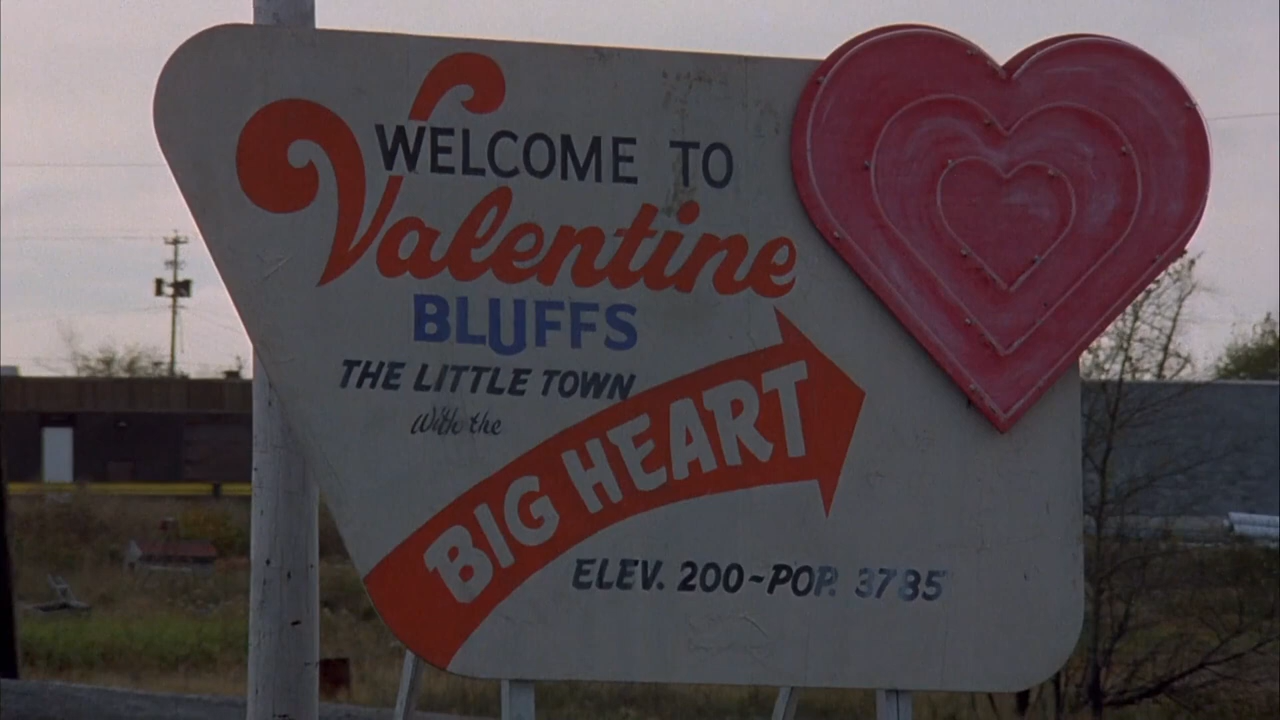 WELCOME TO
Valentine
BLUFFS
THE LITTLE TOWN
With the
BIG HEART
ELEV. 200~POP. 3785